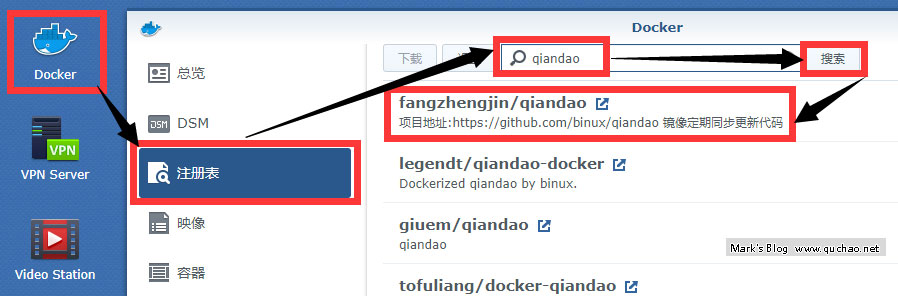 Docker
VPN
VPN Server
Video Station
Docker
总览
DSM
DSM
注册表
映像
容器
下载
qiandao
搜索
fangzhengjin/qiandao
项目地址:https://github.com/binux/qiandao 镜像定期同步更新代码
legendt/qiandao-docker
Dockerized qiandao by binux.
giuem/qiandao
qiandao
tofuliang/docker-qiandao
Mark's Blog www.quchao.net